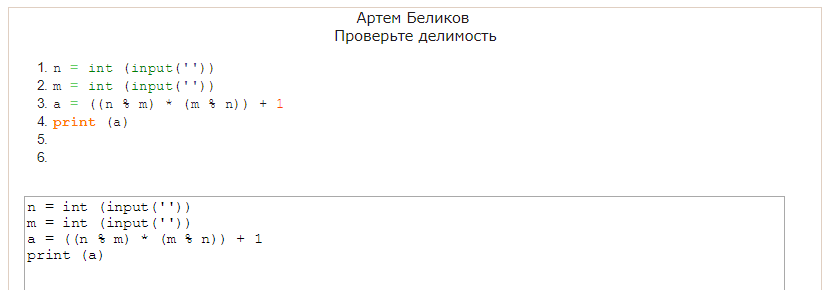 Артем Беликов
Проверьте делимость
1. n = int (input(''))
2. m = int (input(''))
3. a = ((n % m) * (m % n)) + 1
4. print (a)
5.
6.
n = int (input(''))
m = int (input(''))
a = ((n % m) * (m % n)) + 1
print (a)